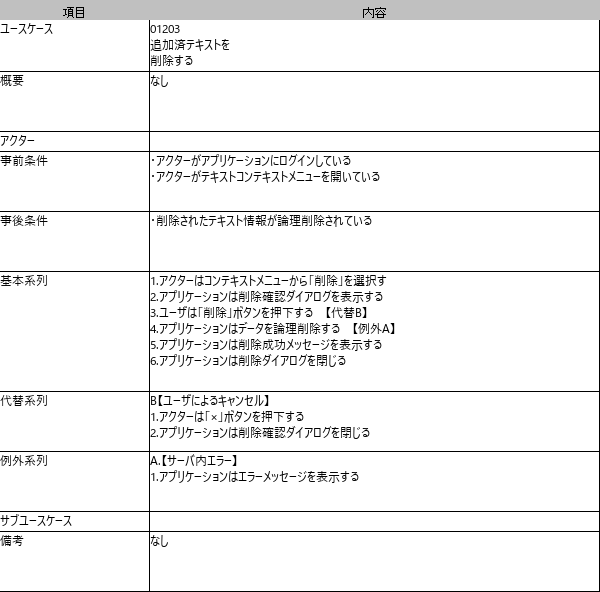 項目 内容
ユースケース 01203
追加済テキストを
削除する
概要 なし
アクター
事前条件 ・アクターがアプリケーションにログインしている
・アクターがテキストコンテキストメニューを開いている
事後条件 ・削除されたテキスト情報が論理削除されている
基本系列 1.アクターはコンテキストメニューから「削除」を選択す
2.アプリケーションは削除確認ダイアログを表示する
3.ユーザは「削除」ボタンを押下する 【代替B】
4.アプリケーションはデータを論理削除する 【例外A】
5.アプリケーションは削除成功メッセージを表示する
6.アプリケーションは削除ダイアログを閉じる
代替系列 B【ユーザによるキャンセル】
1.アクターは「×」ボタンを押下する
2.アプリケーションは削除確認ダイアログを閉じる
例外系列 A.【サーバ内エラー】
1.アプリケーションはエラーメッセージを表示する
サブユースケース
備考 なし